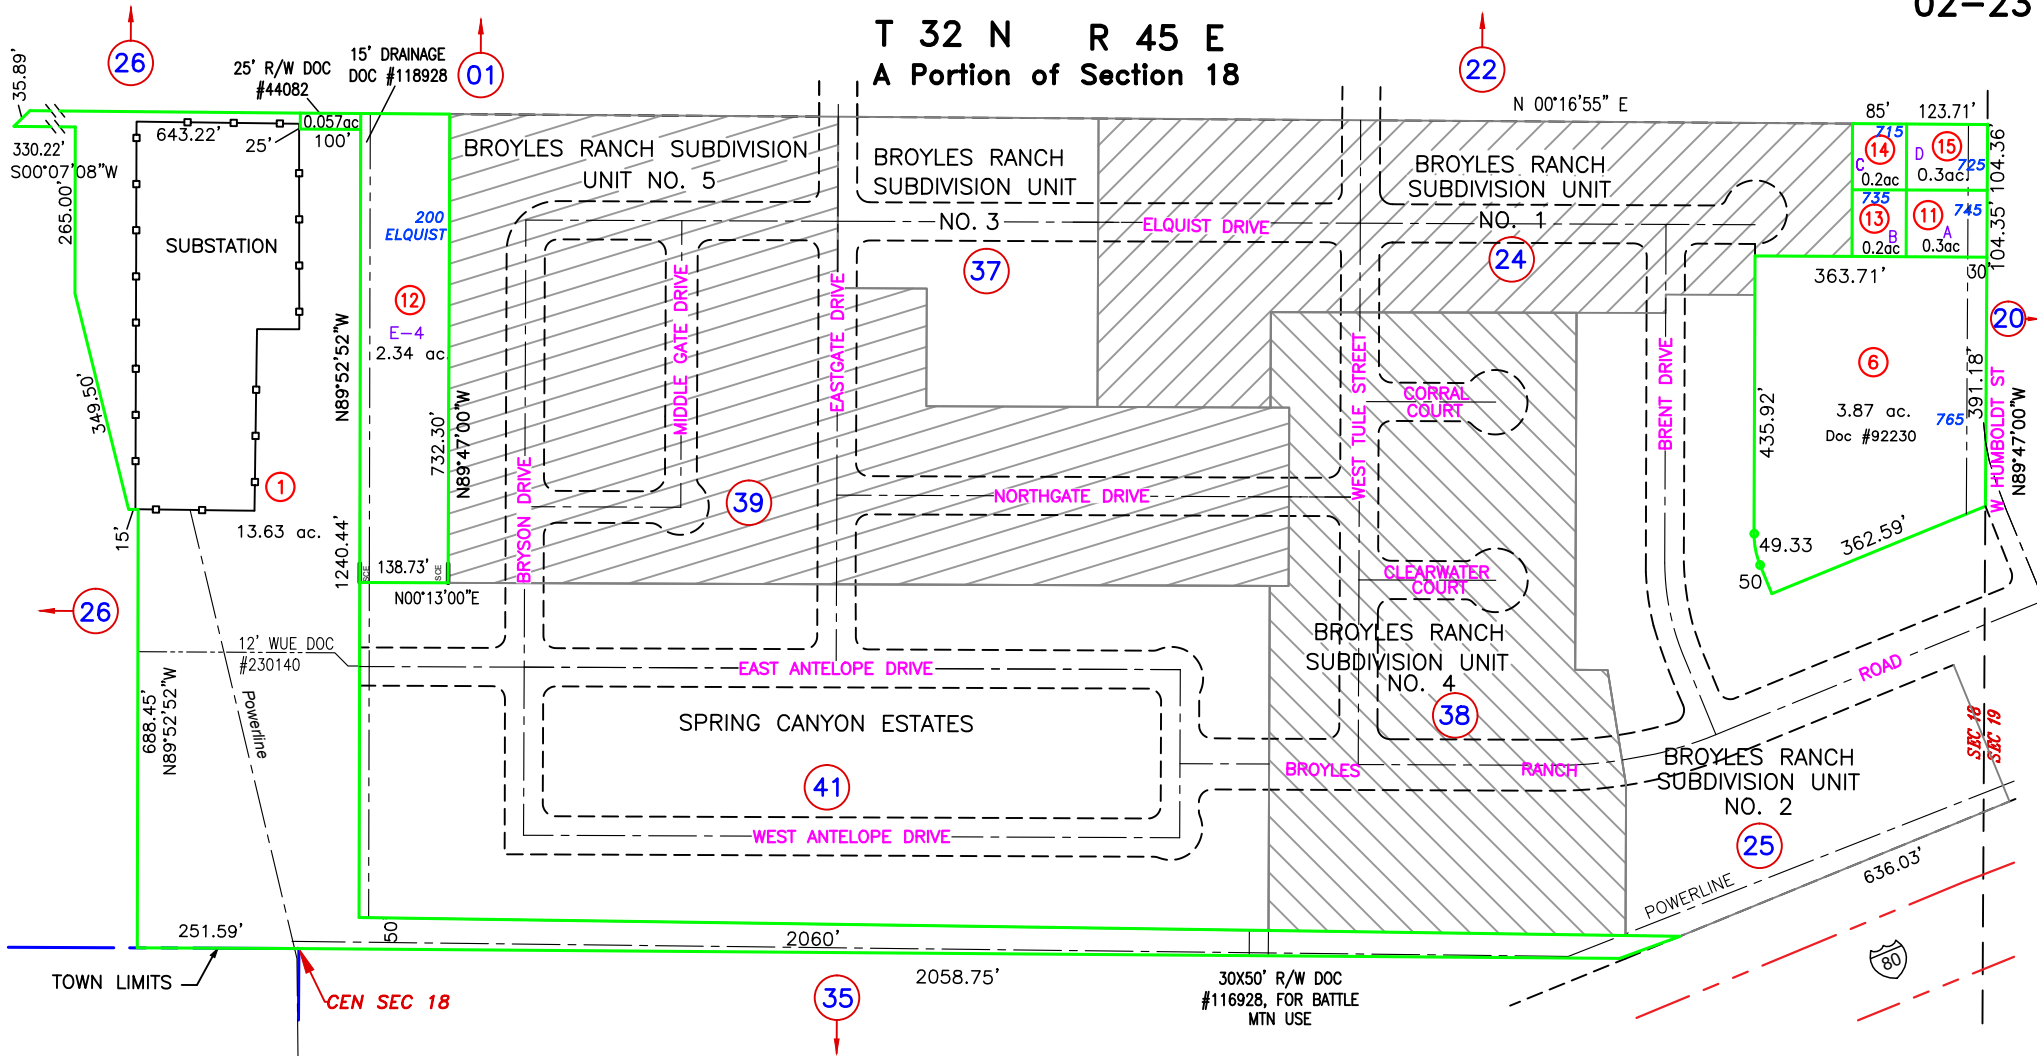 02-23
T 32 N R 45 E
A Portion of Section 18
26
01
22
35.89'
25' R/W DOC
#44082
15' DRAINAGE
DOC #118928
N 00°16'55" E
85'
123.71'
0.057ac
643.22'
25'
100'
330.22'
S00°07'08"W
265.00'
349.50'
SUBSTATION
200
ELQUIST
12
E-4
2.34 ac
N89°52'52"W
732.30'
N89°47'00"W
1
13.63 ac.
15'
1240.44'
SCE
138.73'
SCE
N00°13'00"E
BROYLES RANCH SUBDIVISION
UNIT NO. 5
BROYLES RANCH
SUBDIVISION UNIT
NO. 3
37
BROYLES RANCH
SUBDIVISION UNIT
NO. 1
24
ELQUIST DRIVE
MIDDLE GATE DRIVE
EASTGATE DRIVE
BRYSON DRIVE
39
NORTHGATE DRIVE
WEST TULE STREET
CORRAL
COURT
CLEARWATER
COURT
BRENT DRIVE
715
14
C
0.2ac
D
15
725
0.3ac.
104.36'
735
13
B
0.2ac
11
745
A
0.3ac
104.35'
363.71'
30'
20
6
3.87 ac.
Doc #92230
765
435.92'
391.18'
W HUMBOLDT ST
N89°47'00"W
49.33
50
362.59'
26
12' WUE DOC
#230140
688.45'
N89°52'52"W
Powerline
EAST ANTELOPE DRIVE
SPRING CANYON ESTATES
41
WEST ANTELOPE DRIVE
BROYLES RANCH
SUBDIVISION UNIT
NO. 4
38
BROYLES
RANCH
ROAD
SEC 18
SEC 19
BROYLES RANCH
SUBDIVISION UNIT
NO. 2
25
POWERLINE
636.03'
80
251.59'
50
2060'
2058.75'
TOWN LIMITS
CEN SEC 18
35
30X50' R/W DOC
#116928, FOR BATTLE
MTN USE